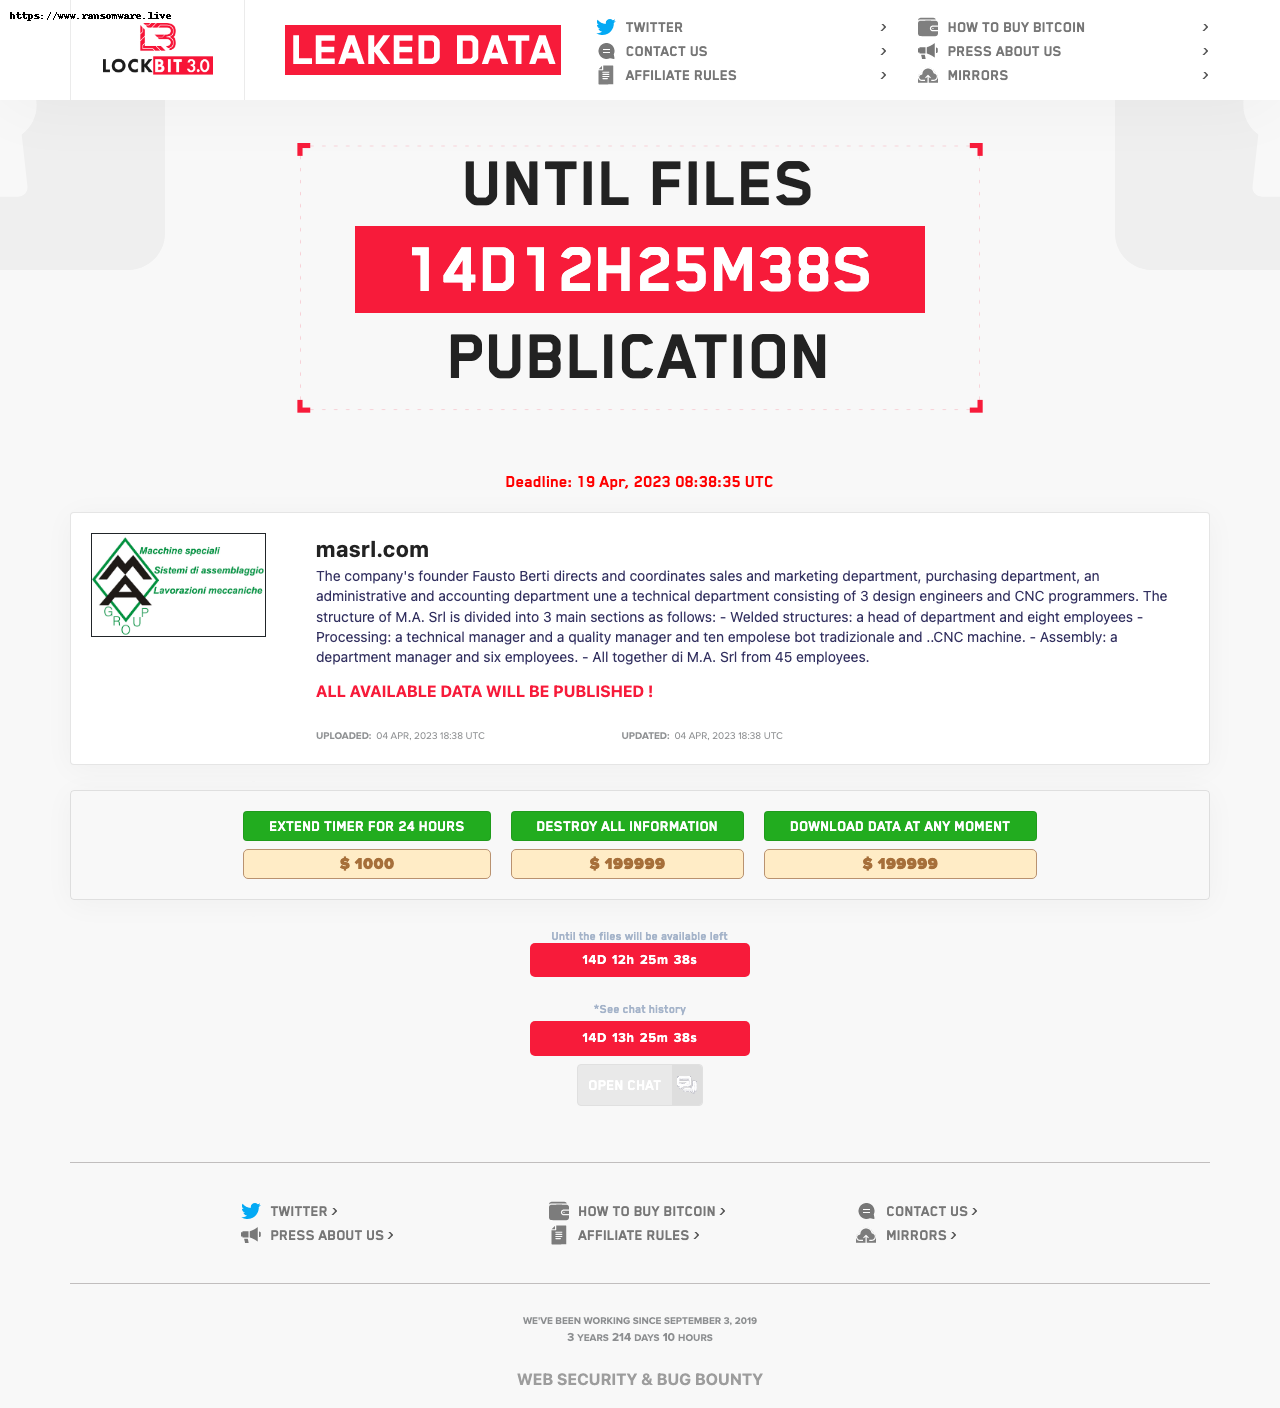 https://www.ransomware.live
LOCKBIT 3.0
LEAKED DATA
TWITTER >
CONTACT US >
AFFILIATE RULES >
HOW TO BUY BITCOIN >
PRESS ABOUT US >
MIRRORS >
UNTIL FILES
14D12H25M38S
PUBLICATION
Deadline: 19 Apr, 2023 08:38:35 UTC
Macchine speciali
Sistemi di assemblaggio
Lavorazioni meccaniche
MA
GROUP
masrl.com
The company's founder Fausto Berti directs and coordinates sales and marketing department, purchasing department, an
administrative and accounting department une a technical department consisting of 3 design engineers and CNC programmers. The
structure of M.A. Srl is divided into 3 main sections as follows: - Welded structures: a head of department and eight employees -
Processing: a technical manager and a quality manager and ten empolese bot tradizionale and ..CNC machine. - Assembly: a
department manager and six employees. - All together di M.A. Srl from 45 employees.
ALL AVAILABLE DATA WILL BE PUBLISHED !
UPLOADED: 04 APR, 2023 18:38 UTC
UPDATED: 04 APR, 2023 18:38 UTC
EXTEND TIMER FOR 24 HOURS
$ 1000
DESTROY ALL INFORMATION
$ 199999
DOWNLOAD DATA AT ANY MOMENT
$ 199999
Until the files will be available left
14D 12h 25m 38s
*See chat history
14D 13h 25m 38s
OPEN CHAT
TWITTER >
PRESS ABOUT US >
HOW TO BUY BITCOIN >
AFFILIATE RULES >
CONTACT US >
MIRRORS >
WE'VE BEEN WORKING SINCE SEPTEMBER 3, 2019
3 YEARS 214 DAYS 10 HOURS
WEB SECURITY & BUG BOUNTY